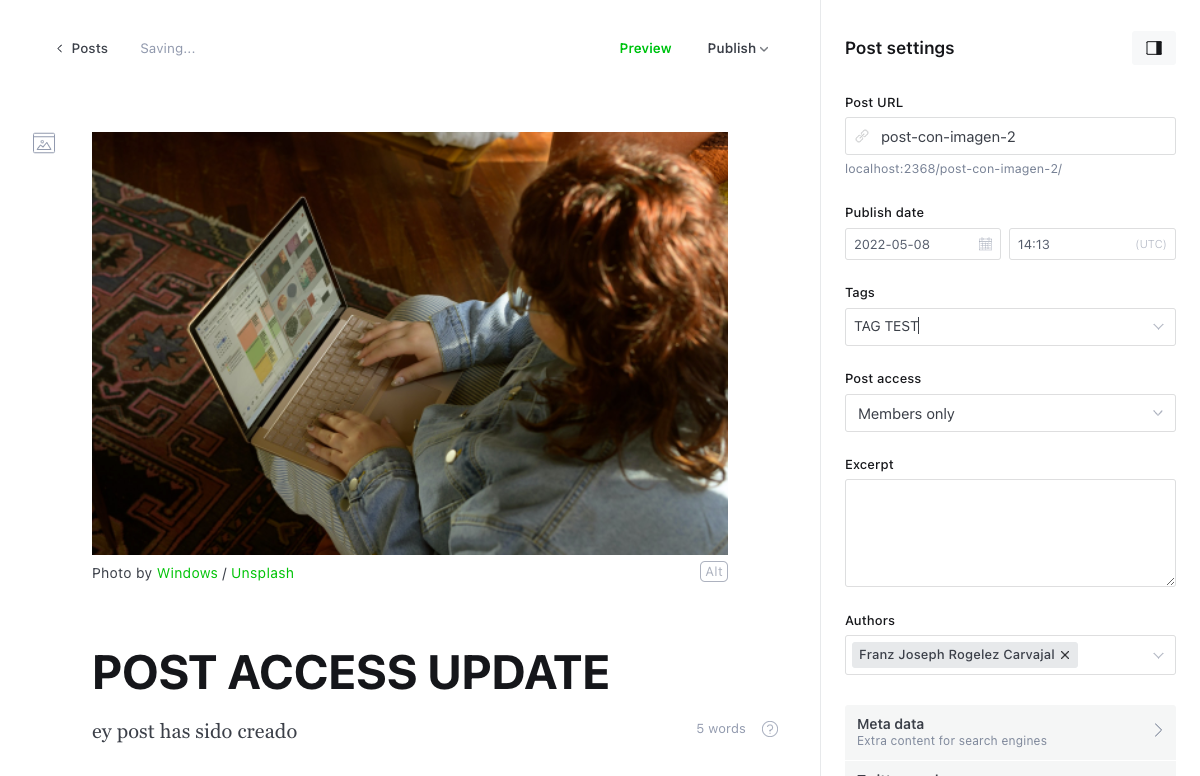 Posts
Saving...
Preview
Publish
Post settings
Post URL
post-con-imagen-2
localhost:2368/post-con-imagen-2/
Publish date
2022-05-08
14:13
(UTC)
Tags
TAG TEST
Post access
Members only
Excerpt
Photo by Windows / Unsplash
Alt
Authors
Franz Joseph Rogelez Carvajal ×
POST ACCESS UPDATE
ey post has sido creado
5 words
?
Meta data
Extra content for search engines